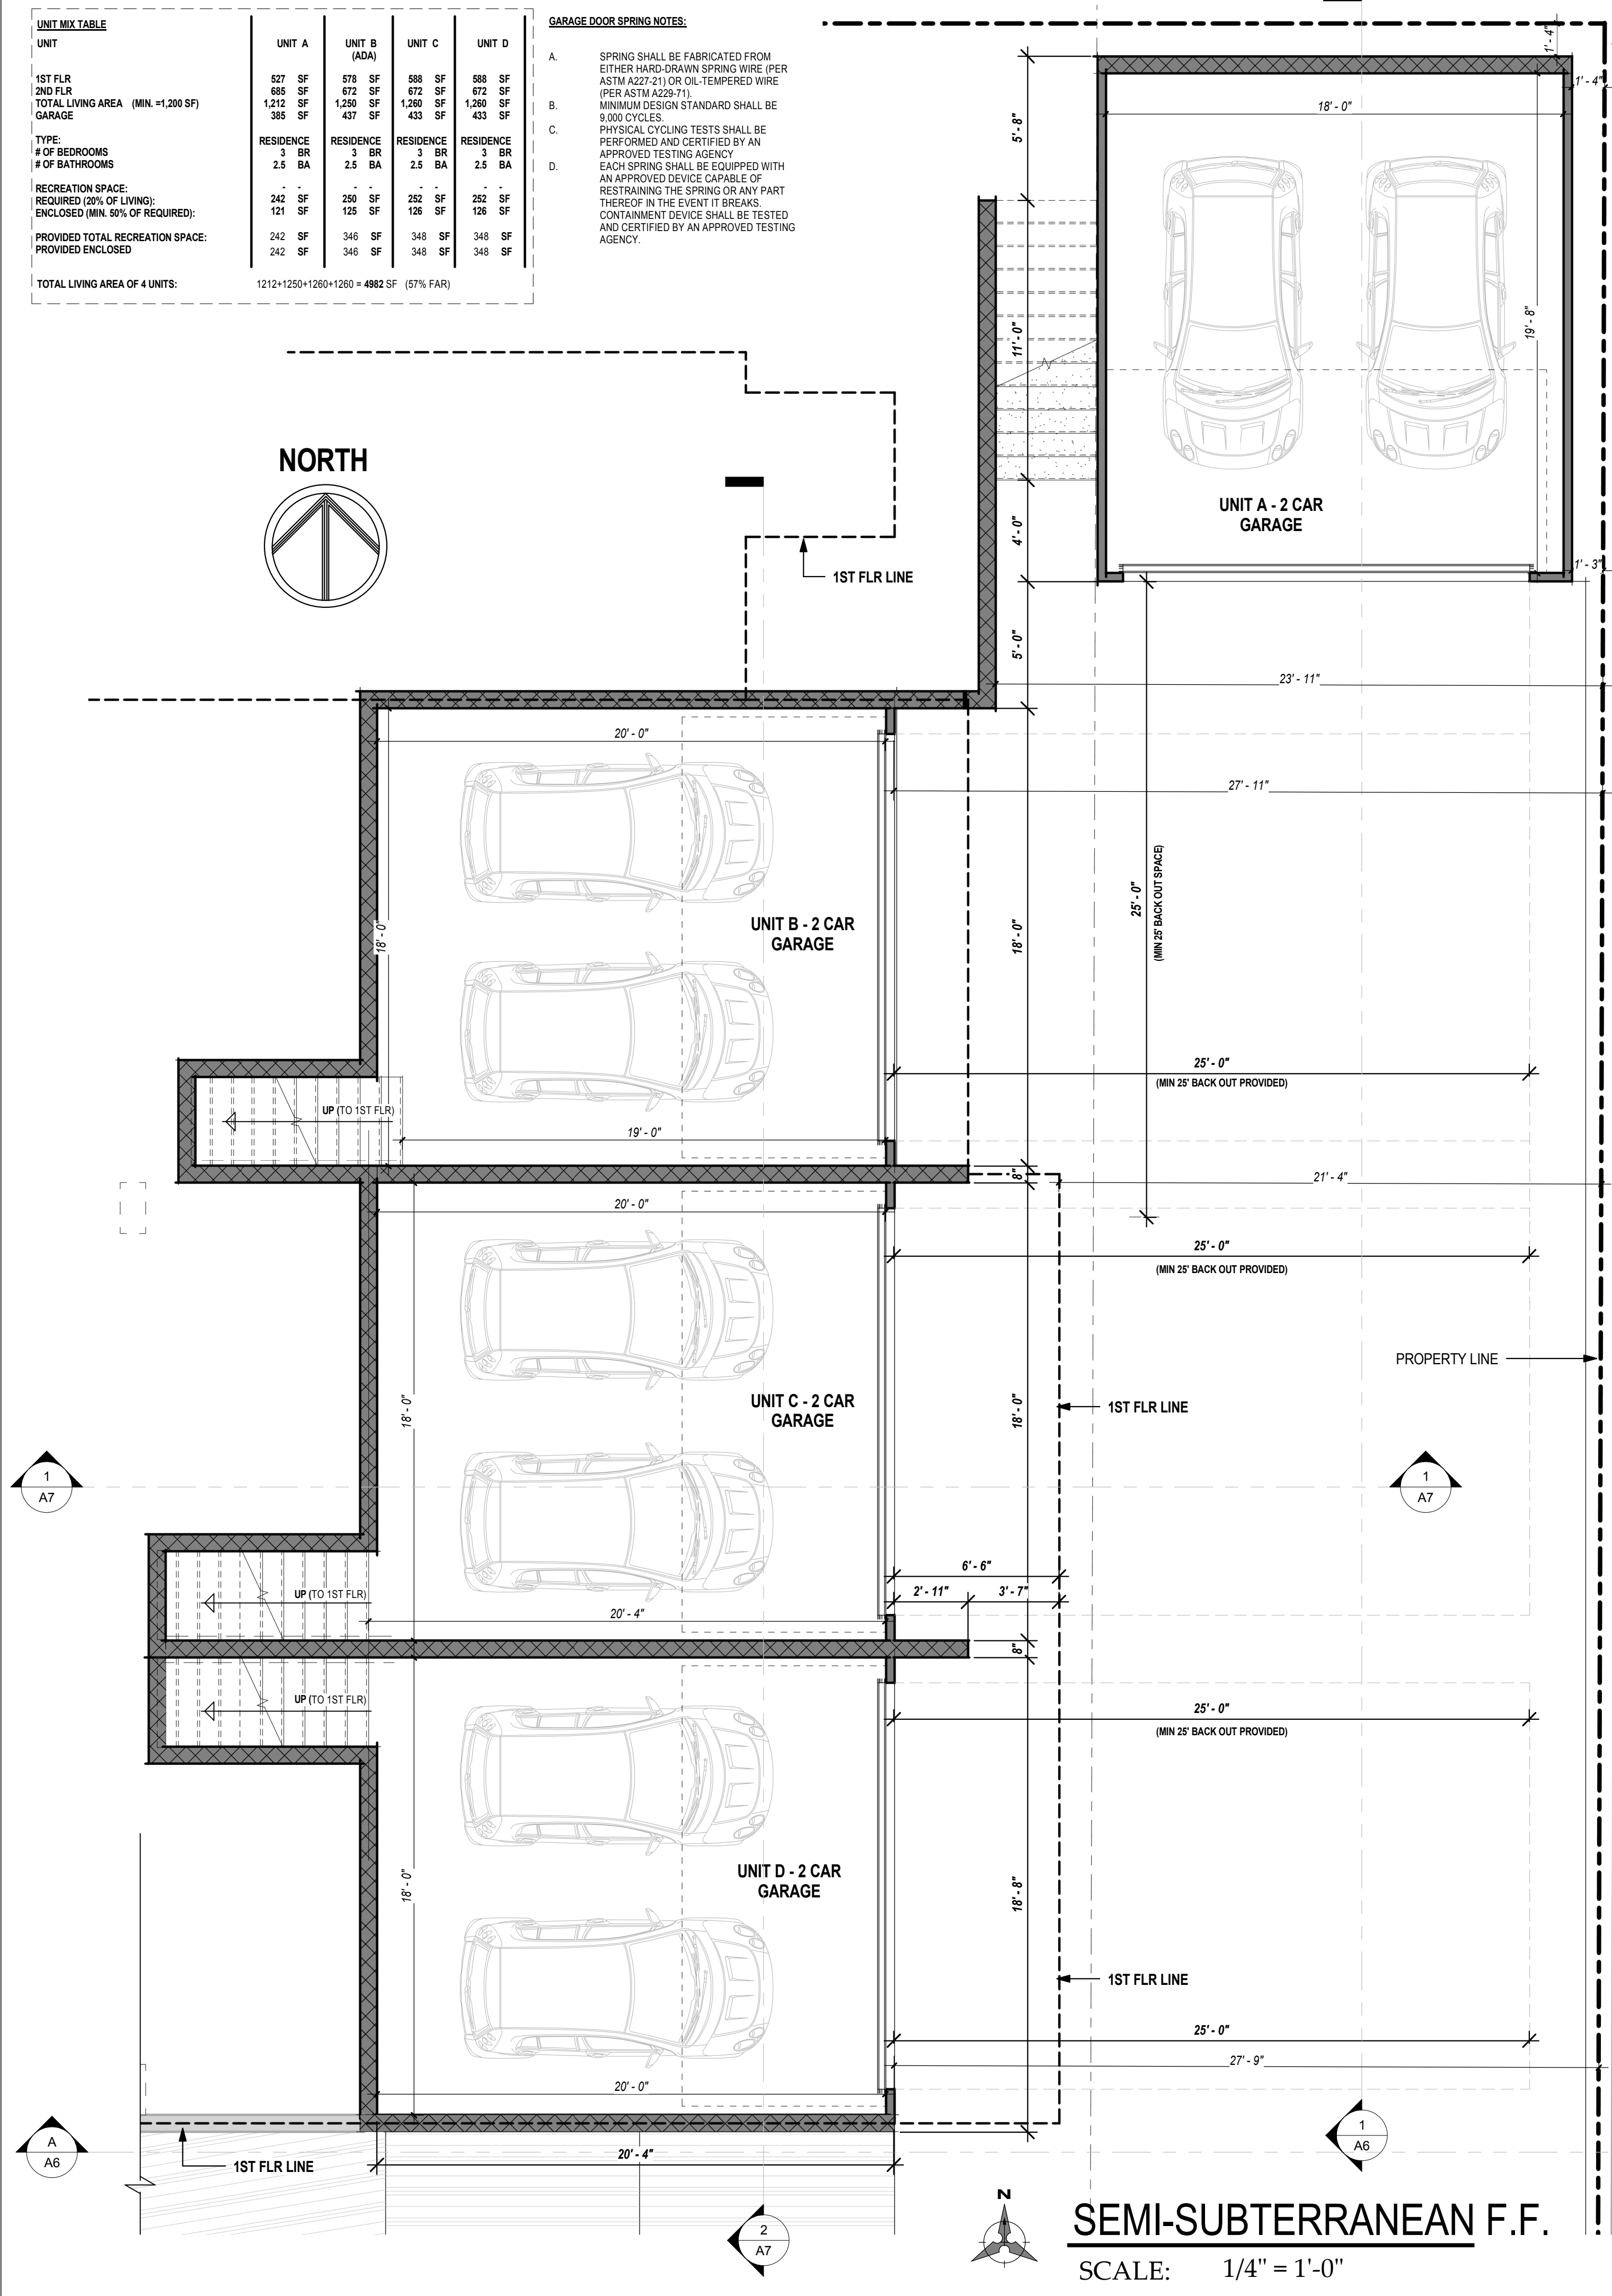 UNIT MIX TABLE
UNIT UNIT A UNIT B (ADA) UNIT C UNIT D
1ST FLR 527 SF 578 SF 588 SF 588 SF
2ND FLR 685 SF 672 SF 672 SF 672 SF
TOTAL LIVING AREA (MIN. =1,200 SF) 1,212 SF 1,250 SF 1,260 SF 1,260 SF
GARAGE 385 SF 437 SF 433 SF 433 SF
TYPE: RESIDENCE RESIDENCE RESIDENCE RESIDENCE
# OF BEDROOMS 3 BR 3 BR 3 BR 3 BR
# OF BATHROOMS 2.5 BA 2.5 BA 2.5 BA 2.5 BA
RECREATION SPACE: - - - - - - - -
REQUIRED (20% OF LIVING): 242 SF 250 SF 252 SF 252 SF
ENCLOSED (MIN. 50% OF REQUIRED): 121 SF 125 SF 126 SF 126 SF
PROVIDED TOTAL RECREATION SPACE: 242 SF 346 SF 348 SF 348 SF
PROVIDED ENCLOSED 242 SF 346 SF 348 SF 348 SF
TOTAL LIVING AREA OF 4 UNITS: 1212+1250+1260+1260 = 4982 SF (57% FAR)
GARAGE DOOR SPRING NOTES:
A. SPRING SHALL BE FABRICATED FROM
EITHER HARD-DRAWN SPRING WIRE (PER
ASTM A227-21) OR OIL-TEMPERED WIRE
(PER ASTM A229-71).
B. MINIMUM DESIGN STANDARD SHALL BE
9,000 CYCLES.
C. PHYSICAL CYCLING TESTS SHALL BE
PERFORMED AND CERTIFIED BY AN
APPROVED TESTING AGENCY
D. EACH SPRING SHALL BE EQUIPPED WITH
AN APPROVED DEVICE CAPABLE OF
RESTRAINING THE SPRING OR ANY PART
THEREOF IN THE EVENT IT BREAKS.
CONTAINMENT DEVICE SHALL BE TESTED
AND CERTIFIED BY AN APPROVED TESTING
AGENCY.
1' - 4"
1' - 4"
18' - 0"
5' - 8"
19' - 8"
11' - 0"
NORTH
UNIT A - 2 CAR
GARAGE
4' - 0"
1' - 3"
1ST FLR LINE
5' - 0"
23' - 11"
20' - 0"
27' - 11"
UNIT B - 2 CAR
GARAGE
18' - 0"
18' - 0"
25' - 0"
(MIN 25' BACK OUT SPACE)
25' - 0"
(MIN 25' BACK OUT PROVIDED)
UP (TO 1ST FLR)
19' - 0"
8"
21' - 4"
20' - 0"
25' - 0"
(MIN 25' BACK OUT PROVIDED)
PROPERTY LINE
UNIT C - 2 CAR
GARAGE
18' - 0"
18' - 0"
1ST FLR LINE
1
A7
1
A7
6' - 6"
2' - 11"
3' - 7"
UP (TO 1ST FLR)
20' - 4"
8"
UP (TO 1ST FLR)
25' - 0"
(MIN 25' BACK OUT PROVIDED)
UNIT D - 2 CAR
GARAGE
18' - 0"
18' - 8"
1ST FLR LINE
25' - 0"
27' - 9"
20' - 0"
A
A6
1
A6
20' - 4"
1ST FLR LINE
2
A7
N
SEMI-SUBTERRANEAN F.F.
SCALE: 1/4" = 1'-0"